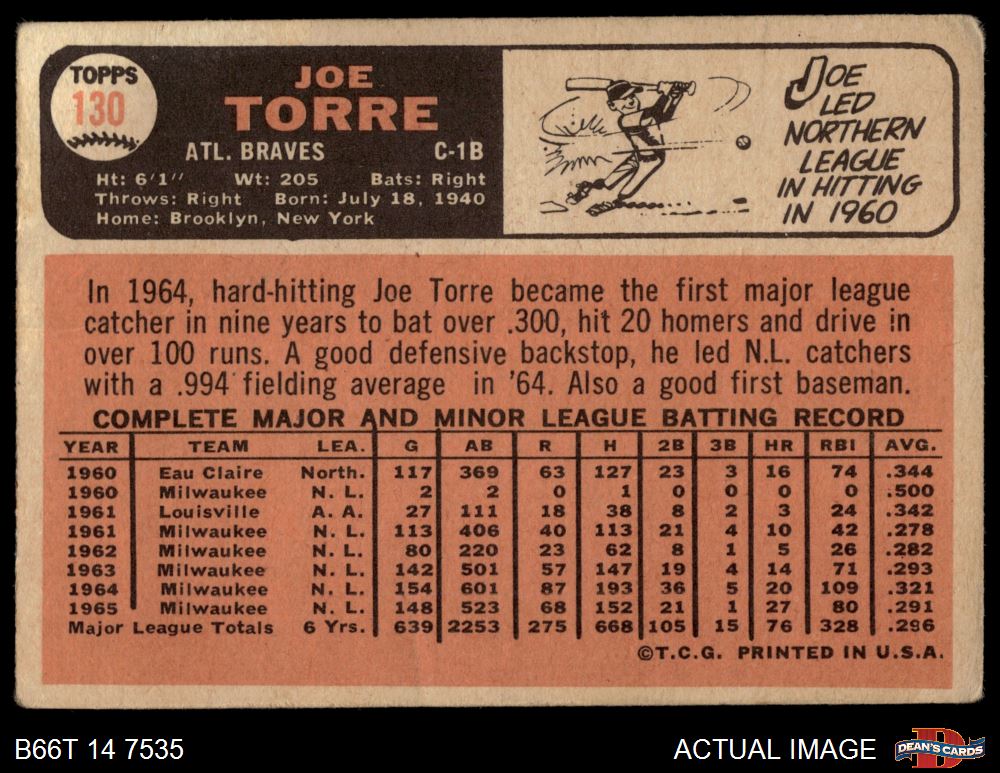 TOPPS
130
JOE
TORRE
ATL. BRAVES C-1B
Ht: 6'1" Wt: 205 Bats: Right
Throws: Right Born: July 18, 1940
Home: Brooklyn, New York
JOE
LED
NORTHERN
LEAGUE
IN HITTING
IN 1960
In 1964, hard-hitting Joe Torre became the first major league
catcher in nine years to bat over .300, hit 20 homers and drive in
over 100 runs. A good defensive backstop, he led N.L. catchers
with a .994 fielding average in '64. Also a good first baseman.
COMPLETE MAJOR AND MINOR LEAGUE BATTING RECORD
YEAR TEAM LEA. G AB R H 2B 3B HR RBI AVG.
1960 Eau Claire North. 117 369 63 127 23 3 16 74 .344
1960 Milwaukee N. L. 2 2 0 1 0 0 0 0 .500
1961 Louisville A. A. 27 111 18 38 8 2 3 24 .342
1961 Milwaukee N. L. 113 406 40 113 21 4 10 42 .278
1962 Milwaukee N. L. 80 220 23 62 8 1 5 26 .282
1963 Milwaukee N. L. 142 501 57 147 19 4 14 71 .293
1964 Milwaukee N. L. 154 601 87 193 36 5 20 109 .321
1965 Milwaukee N. L. 148 523 68 152 21 1 27 80 .291
Major League Totals 6 Yrs. 639 2253 275 668 105 15 76 328 .296
©T.C.G. PRINTED IN U.S.A.
B66T 14 7535
ACTUAL IMAGE
D
DEAN'S CARDS